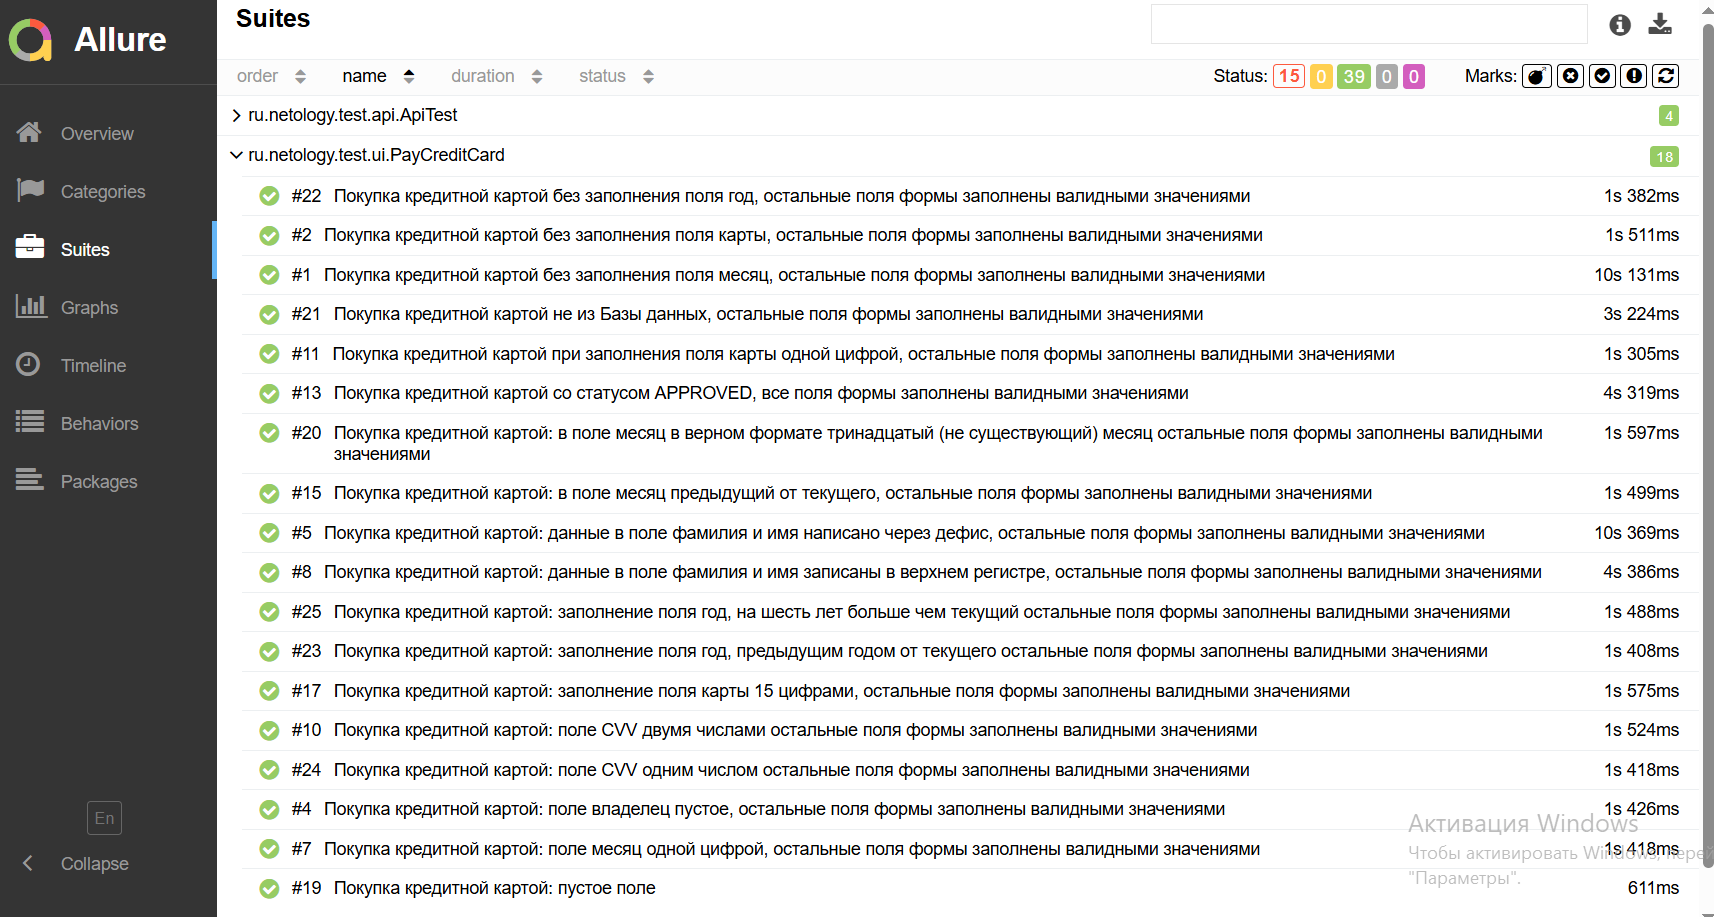 Allure
Overview
Categories
Suites
Graphs
Timeline
Behaviors
Packages
En
Collapse
Suites
order name duration status Status: 15 0 39 0 0 Marks:
ru.netology.test.api.ApiTest 4
ru.netology.test.ui.PayCreditCard 18
#22 Покупка кредитной картой без заполнения поля год, остальные поля формы заполнены валидными значениями 1s 382ms
#2 Покупка кредитной картой без заполнения поля карты, остальные поля формы заполнены валидными значениями 1s 511ms
#1 Покупка кредитной картой без заполнения поля месяц, остальные поля формы заполнены валидными значениями 10s 131ms
#21 Покупка кредитной картой не из Базы данных, остальные поля формы заполнены валидными значениями 3s 224ms
#11 Покупка кредитной картой при заполнения поля карты одной цифрой, остальные поля формы заполнены валидными значениями 1s 305ms
#13 Покупка кредитной картой со статусом APPROVED, все поля формы заполнены валидными значениями 4s 319ms
#20 Покупка кредитной картой: в поле месяц в верном формате тринадцатый (не существующий) месяц остальные поля формы заполнены валидными 1s 597ms
значениями
#15 Покупка кредитной картой: в поле месяц предыдущий от текущего, остальные поля формы заполнены валидными значениями 1s 499ms
#5 Покупка кредитной картой: данные в поле фамилия и имя написано через дефис, остальные поля формы заполнены валидными значениями 10s 369ms
#8 Покупка кредитной картой: данные в поле фамилия и имя записаны в верхнем регистре, остальные поля формы заполнены валидными значениями 4s 386ms
#25 Покупка кредитной картой: заполнение поля год, на шесть лет больше чем текущий остальные поля формы заполнены валидными значениями 1s 488ms
#23 Покупка кредитной картой: заполнение поля год, предыдущим годом от текущего остальные поля формы заполнены валидными значениями 1s 408ms
#17 Покупка кредитной картой: заполнение поля карты 15 цифрами, остальные поля формы заполнены валидными значениями 1s 575ms
#10 Покупка кредитной картой: поле CVV двумя числами остальные поля формы заполнены валидными значениями 1s 524ms
#24 Покупка кредитной картой: поле CVV одним числом остальные поля формы заполнены валидными значениями 1s 418ms
#4 Покупка кредитной картой: поле владелец пустое, остальные поля формы заполнены валидными значениями 1s 426ms
#7 Покупка кредитной картой: поле месяц одной цифрой, остальные поля формы заполнены валидными значениями 1s 418ms
#19 Покупка кредитной картой: пустое поле 611ms
Активация Windows
Чтобы активировать Windows,
"Параметры".